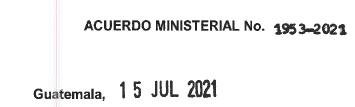 ACUERDO MINISTERIAL No. 1953-2021
Guatemala, 15 JUL 2021